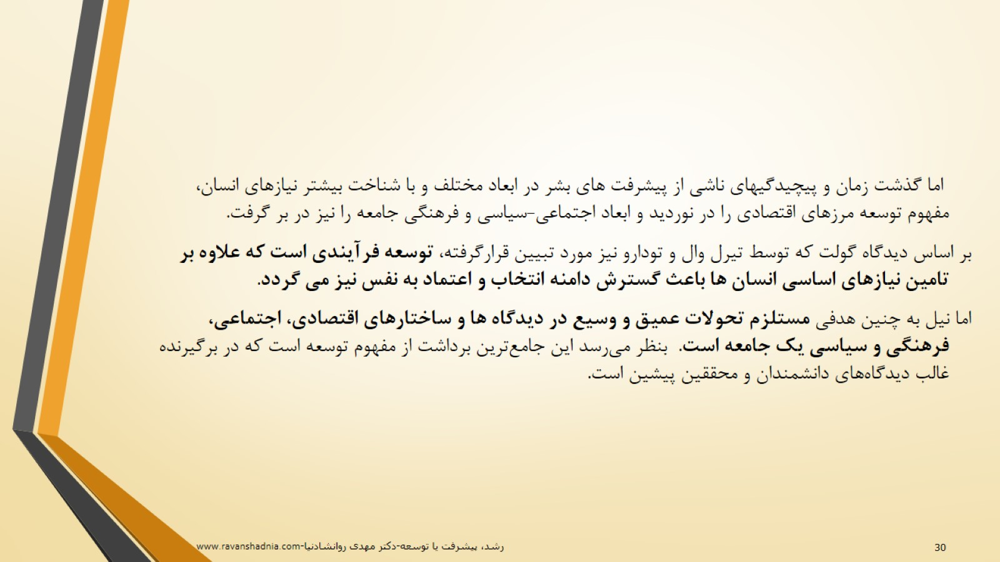 اما گذشت زمان و پیچیدگیهای ناشی از پیشرفت های بشر در ابعاد مختلف و با شناخت بیشتر نیازهای انسان،
مفهوم توسعه مرزهای اقتصادی را در نوردید و ابعاد اجتماعی-سیاسی و فرهنگی جامعه را نیز در بر گرفت.
بر اساس دیدگاه گولت که توسط تیرل وال و تودارو نیز مورد تبیین قرارگرفته، توسعه فرآیندی است که علاوه بر
تامین نیازهای اساسی انسان ها باعث گسترش دامنه انتخاب و اعتماد به نفس نیز می گردد.
اما نیل به چنین هدفی مستلزم تحولات عمیق و وسیع در دیدگاه ها و ساختارهای اقتصادی، اجتماعی،
فرهنگی و سیاسی یک جامعه است. بنظر می‌رسد این جامع‌ترین برداشت از مفهوم توسعه است که در برگیرنده
غالب دیدگاه‌های دانشمندان و محققین پیشین است.
رشد، پیشرفت یا توسعه-دکتر مهدی روانشادنیا-www.ravanshadnia.com
30